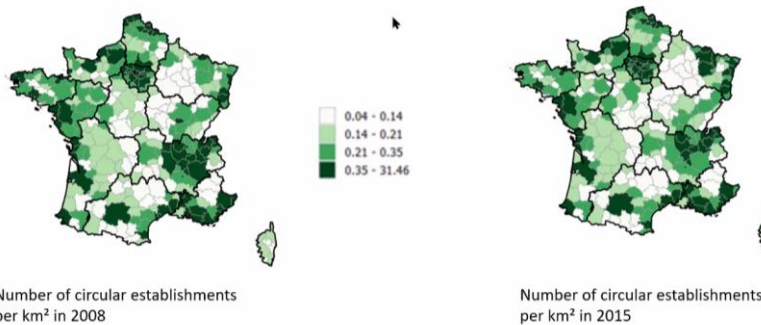 0.04 - 0.14
0.14 - 0.21
0.21 - 0.35
0.35 - 31.46
Number of circular establishments
per km² in 2008
Number of circular establishments
per km² in 2015